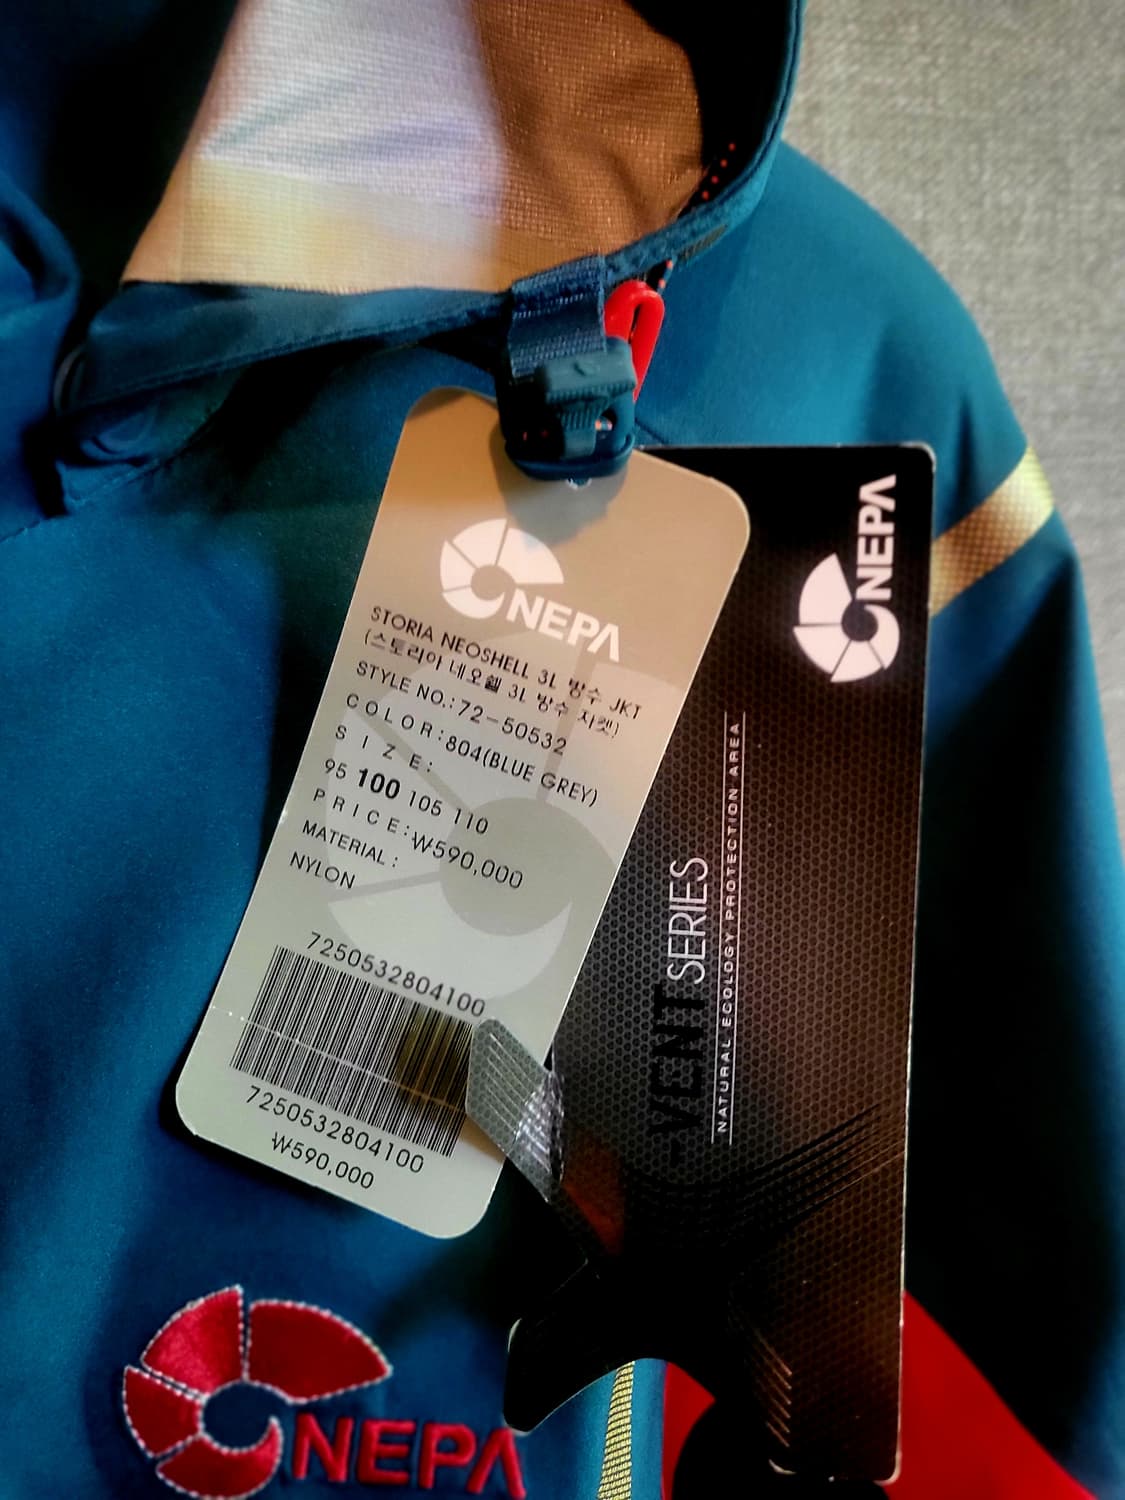 NEPA
STORIA NEOSHELL 3L 방수 JKT
(스토리아 네오쉘 3L 방수 자켓)
STYLE NO.:72-50532
COLOR:804(BLUE GREY)
SIZE:
95 100 105 110
PRICE:₩590,000
MATERIAL:
NYLON
7250532804100
7250532804100
₩590,000
NEPA
VENT SERIES
NATURAL ECOLOGY PROTECTION AREA
NEPA